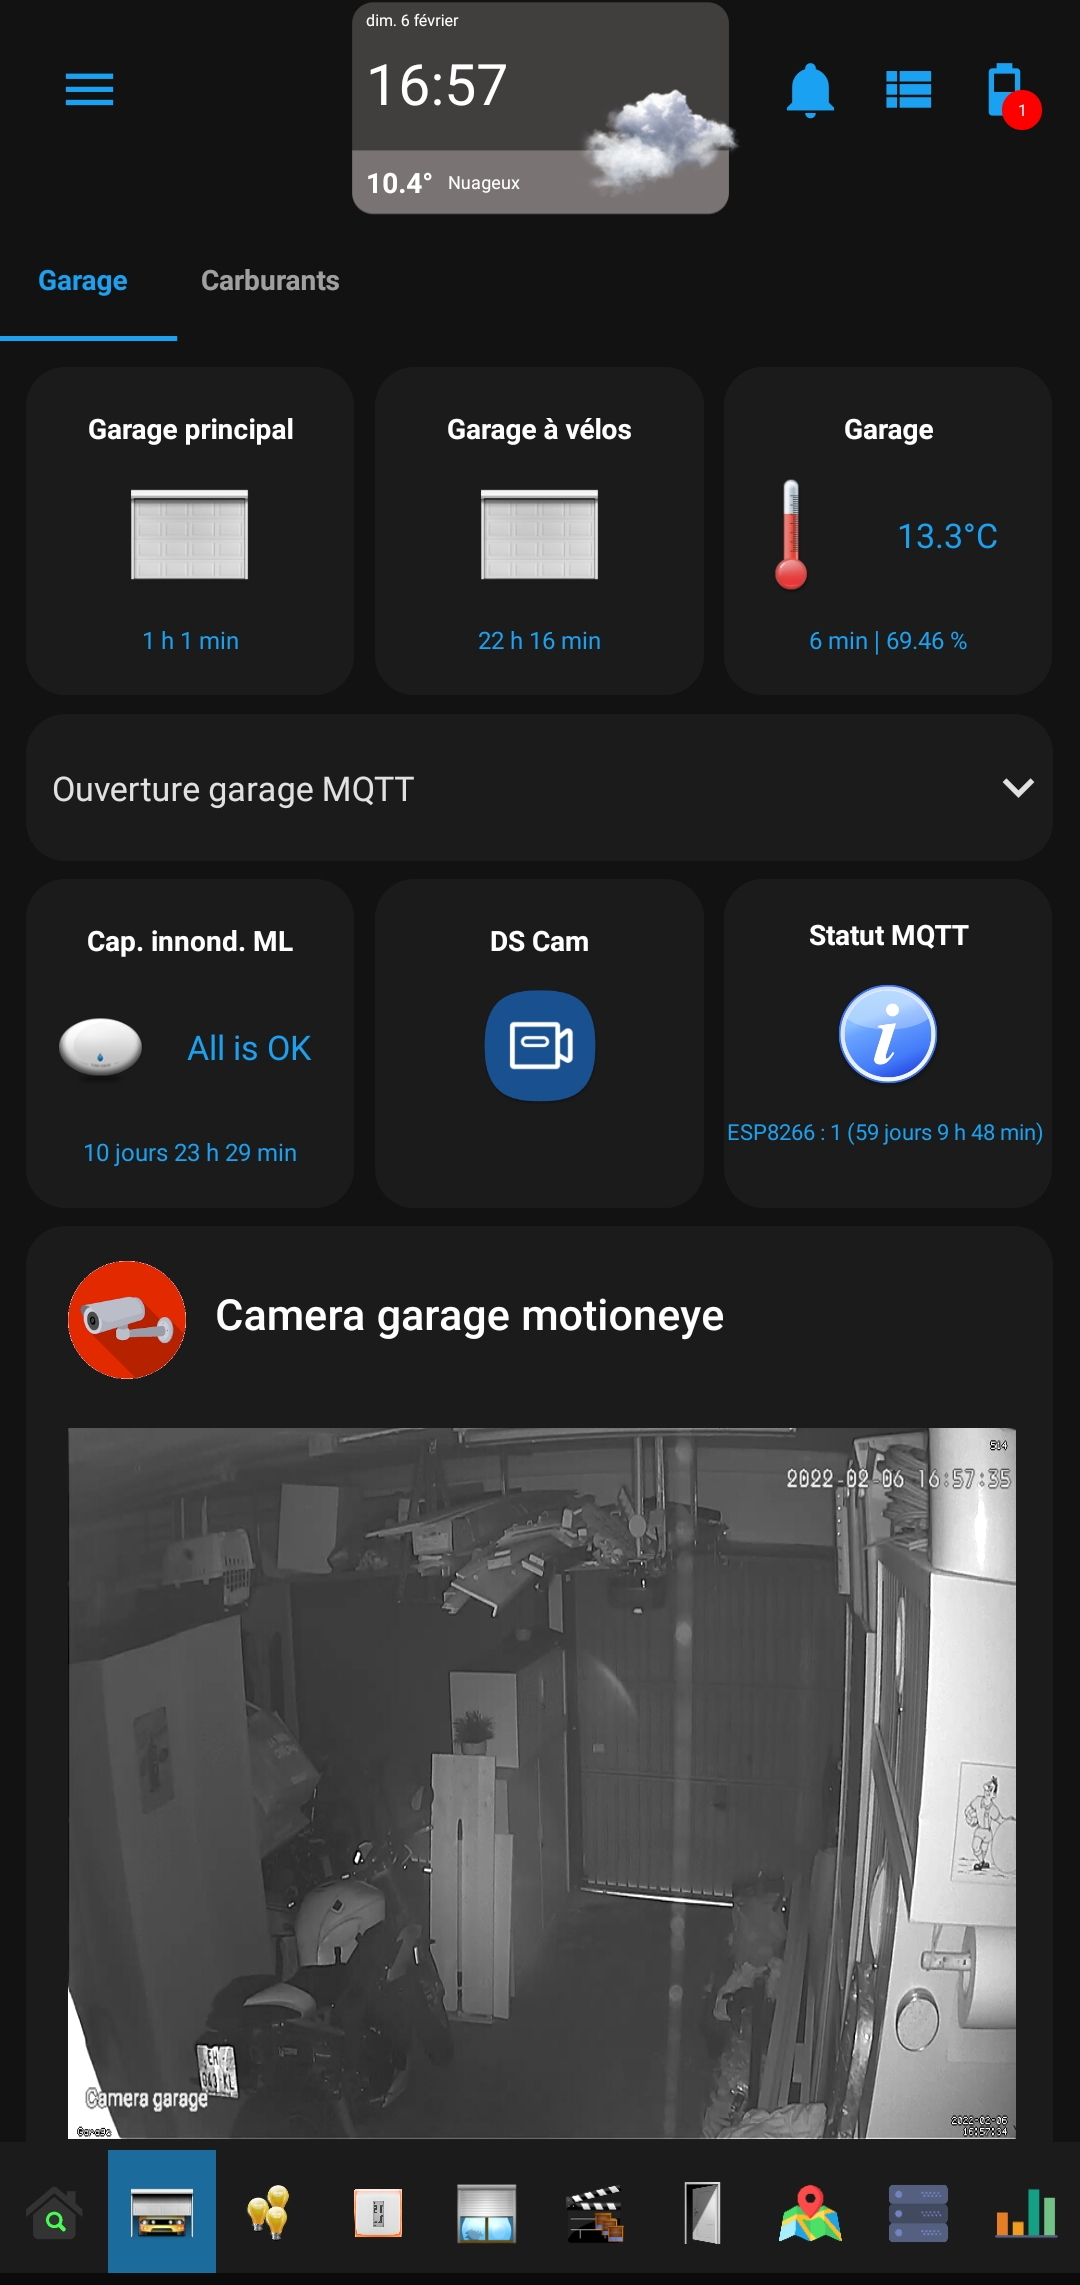 dim. 6 février
16:57
10.4° Nuageux
1
Garage Carburants
Garage principal
1 h 1 min
Garage à vélos
22 h 16 min
Garage
13.3°C
6 min | 69.46 %
Ouverture garage MQTT
Cap. innond. ML
All is OK
10 jours 23 h 29 min
DS Cam
Statut MQTT
ESP8266 : 1 (59 jours 9 h 48 min)
Camera garage motioneye
514
2022-02-06 16:57:35
Camera garage
Garage
2022-02-06
16:57:34